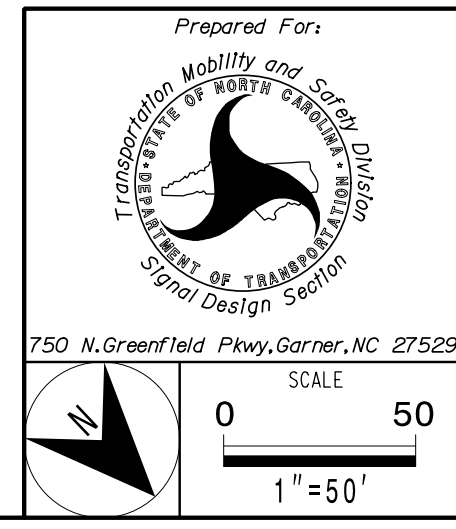 Prepared For:
Transportation Mobility and Safety Division
STATE OF NORTH CAROLINA
DEPARTMENT OF TRANSPORTATION
Signal Design Section
750 N.Greenfield Pkwy,Garner,NC 27529
N
SCALE
0 50
1"=50'